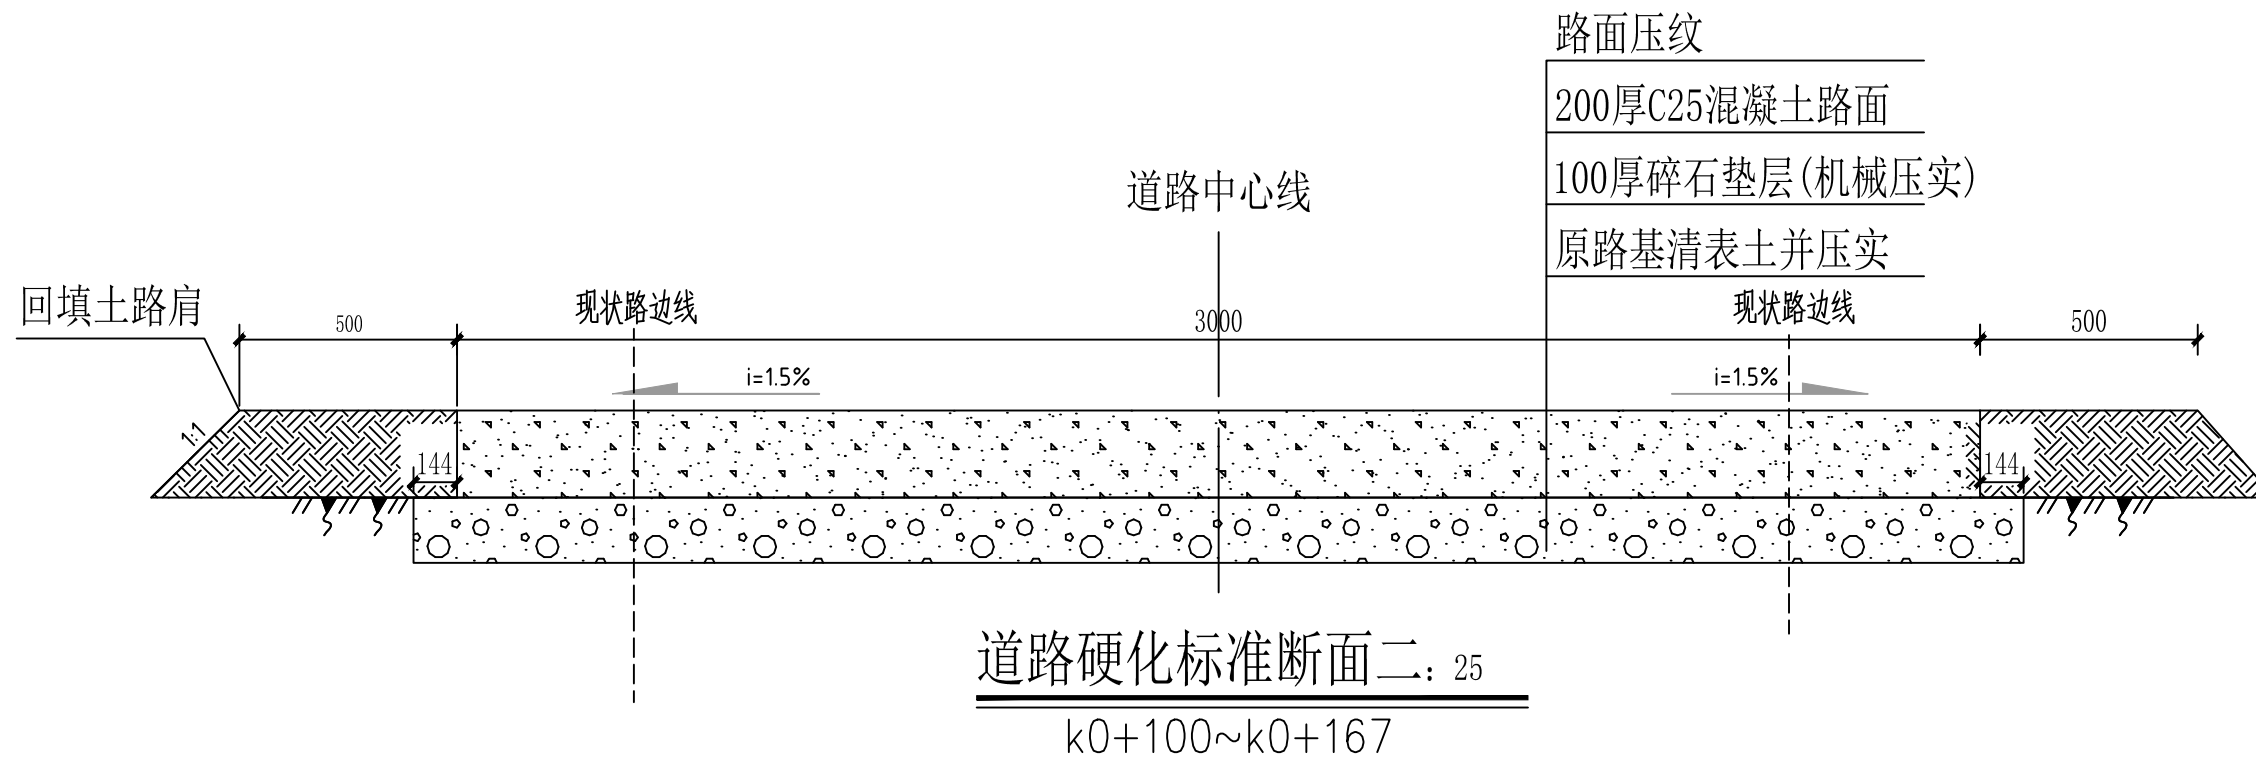 路面压纹
200厚C25混凝土路面
100厚碎石垫层(机械压实)
原路基清表土并压实
道路中心线
回填土路肩
500
现状路边线
3000
现状路边线
500
i=1.5%
i=1.5%
1:1
144
144
道路硬化标准断面二: 25
k0+100~k0+167